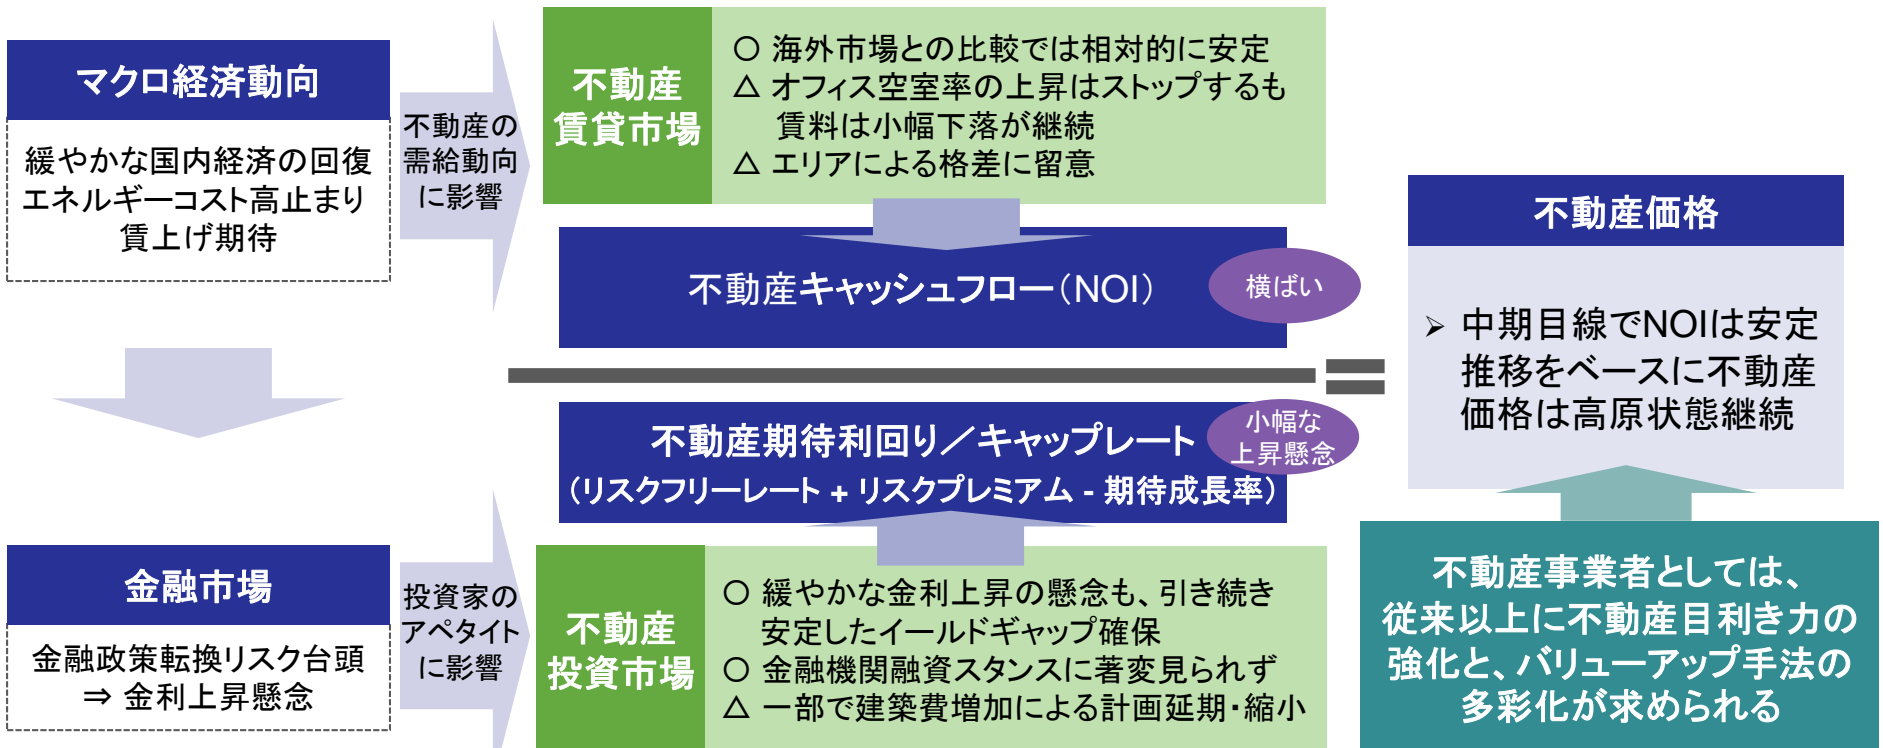 マクロ経済動向
緩やかな国内経済の回復
エネルギーコスト高止まり
賃上げ期待
不動産の
需給動向
に影響
不動産
賃貸市場
○ 海外市場との比較では相対的に安定
△ オフィス空室率の上昇はストップするも
賃料は小幅下落が継続
△ エリアによる格差に留意
不動産キャッシュフロー（NOI）
横ばい
不動産期待利回り／キャップレート
（リスクフリーレート + リスクプレミアム - 期待成長率）
小幅な
上昇懸念
金融市場
金融政策転換リスク台頭
⇒ 金利上昇懸念
投資家の
アペタイト
に影響
不動産
投資市場
○ 緩やかな金利上昇の懸念も、引き続き
安定したイールドギャップ確保
○ 金融機関融資スタンスに著変見られず
△ 一部で建築費増加による計画延期・縮小
=
不動産価格
➢ 中期目線でNOIは安定
推移をベースに不動産
価格は高原状態継続
不動産事業者としては、
従来以上に不動産目利き力の
強化と、バリューアップ手法の
多彩化が求められる